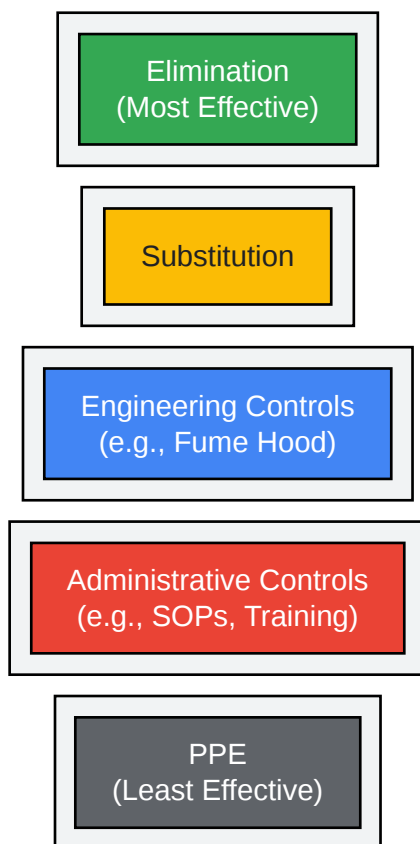 Elimination
(Most Effective)
Substitution
Engineering Controls
(e.g., Fume Hood)
Administrative Controls
(e.g., SOPs, Training)
PPE
(Least Effective)